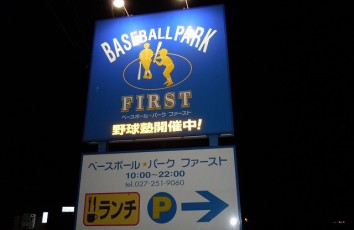 BASEBALL PARK
FIRST
ベースボール・パーク ファースト
野球塾開催中!
ベースボール★パーク ファースト
10:00~22:00
tel.027-251-9060
ランチ
P